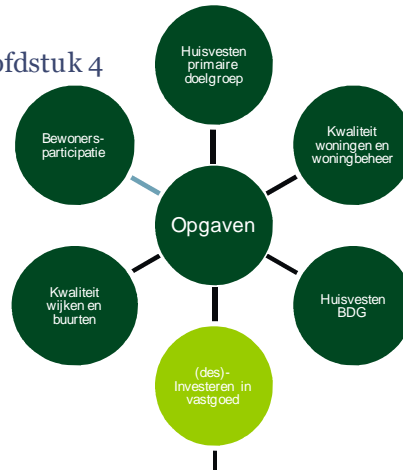 ofdstuk 4
Huisvesten
primaire
doelgroep
Bewoners-
participatie
Kwaliteit
woningen en
woningbeheer
Opgaven
Kwaliteit
wijken en
buurten
Huisvesten
BDG
(des)-
Investeren in
vastgoed